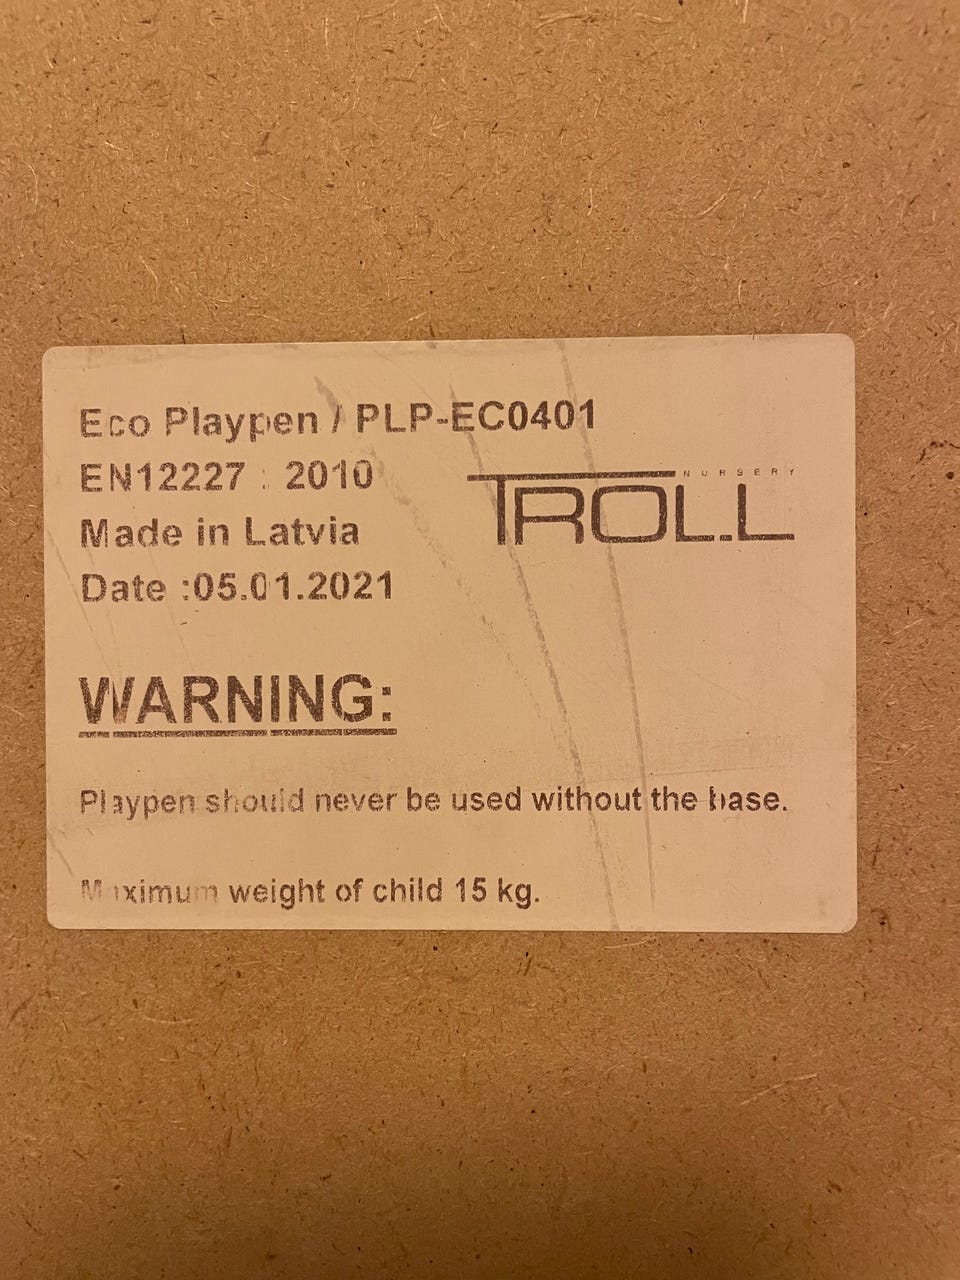 Eco Playpen / PLP-EC0401
EN12227 : 2010
NURSERY
TROLL
Made in Latvia
Date :05.01.2021
WARNING:
Playpen should never be used without the base.
Maximum weight of child 15 kg.